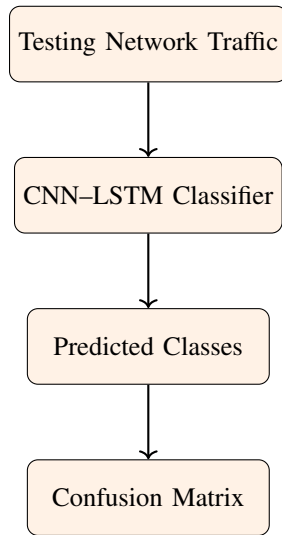 Testing Network Traffic
CNN–LSTM Classifier
Predicted Classes
Confusion Matrix